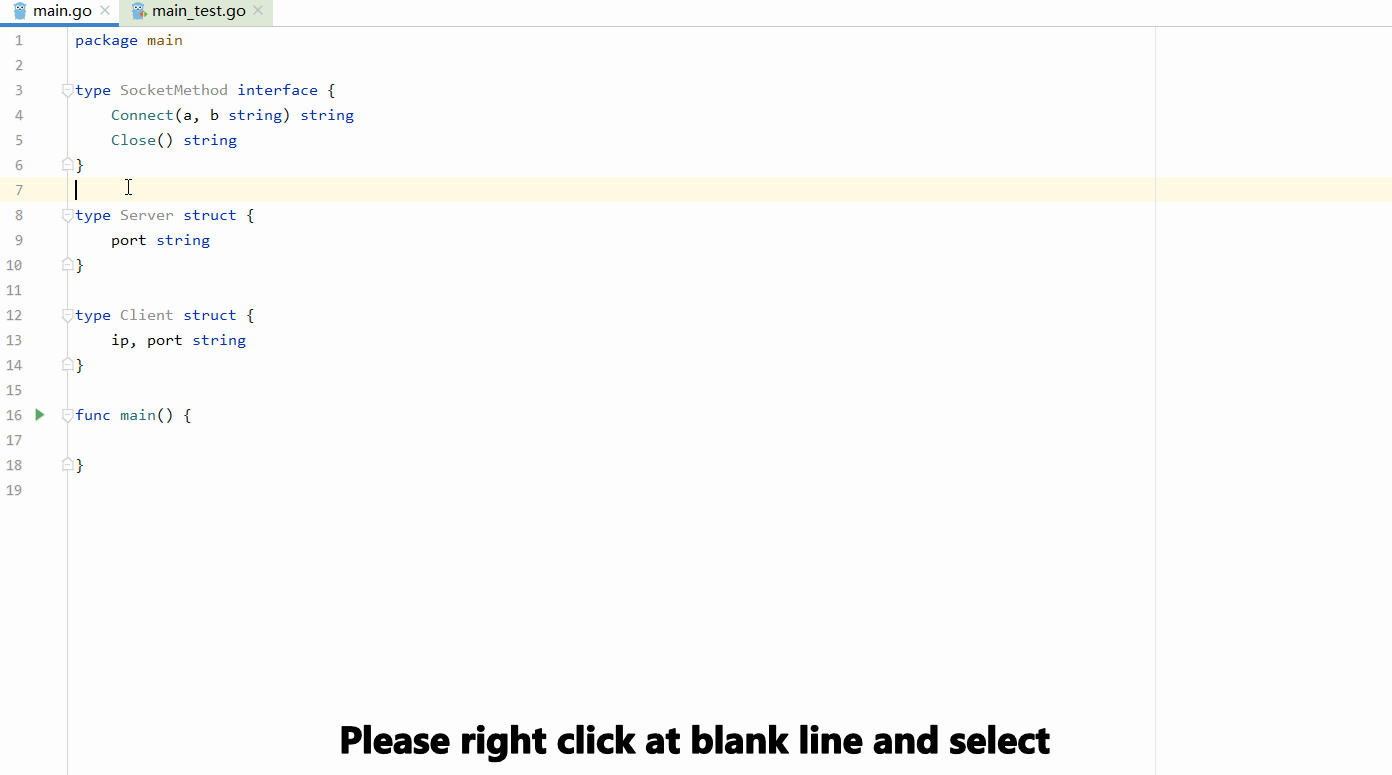 main.go
main_test.go
1 package main
2
3 type SocketMethod interface {
4 Connect(a, b string) string
5 Close() string
6 }
7
8 type Server struct {
9 port string
10 }
11
12 type Client struct {
13 ip, port string
14 }
15
16 func main() {
17
18 }
19
Please right click at blank line and select